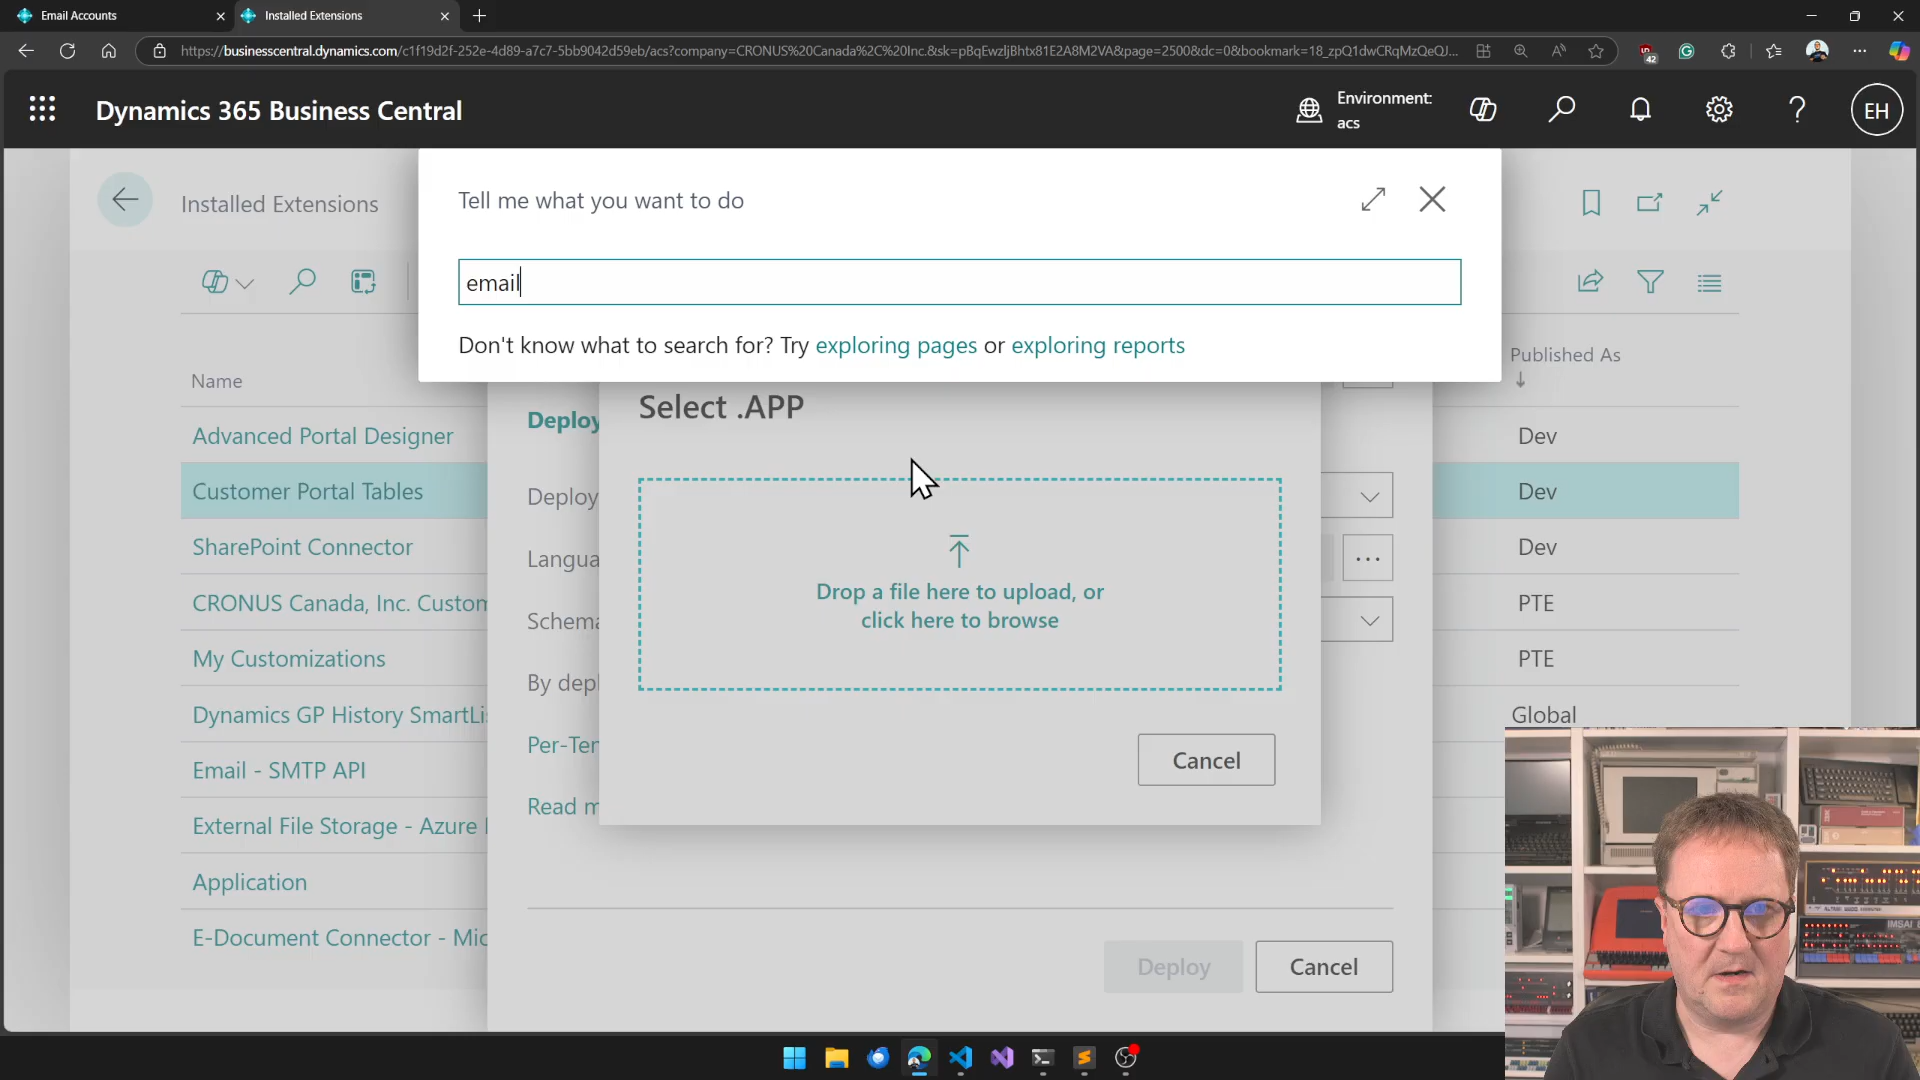 Email Accounts
Installed Extensions
https://businesscentral.dynamics.com/c1f19d2f-252e-4d89-a7c7-5bb9042d59eb/acs?company=CRONUS%20Canada%2C%20Inc.&sk=pBqEwzljBhtx81E2A8M2VA&page=2500&dc=0&bookmark=18_zpQ1dwCRqMzQeQJ...
42
Dynamics 365 Business Central
Environment:
acs
EH
Installed Extensions
Tell me what you want to do
email
Don't know what to search for? Try exploring pages or exploring reports
Name
Published As
Select .APP
Deploy
Advanced Portal Designer
Dev
Customer Portal Tables
Deploy
Dev
SharePoint Connector
Langua
Dev
Drop a file here to upload, or
click here to browse
CRONUS Canada, Inc. Custom
Schema
PTE
My Customizations
By depl
PTE
Dynamics GP History SmartLis
Per-Ten
Global
Email - SMTP API
Cancel
External File Storage - Azure
Read m
Application
E-Document Connector - Mic
Deploy
Cancel
IMSAI